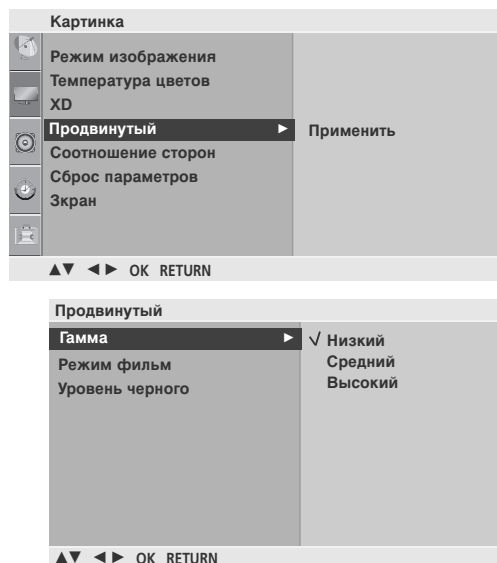 Картинка
Режим изображения
Температура цветов
XD
Продвинутый ► Применить
Соотношение сторон
Сброс параметров
Зкран
▲▼ ◄► OK RETURN
Продвинутый
Гамма ► √ Низкий
Режим фильм Средний
Уровень черного Высокий
▲▼ ◄► OK RETURN